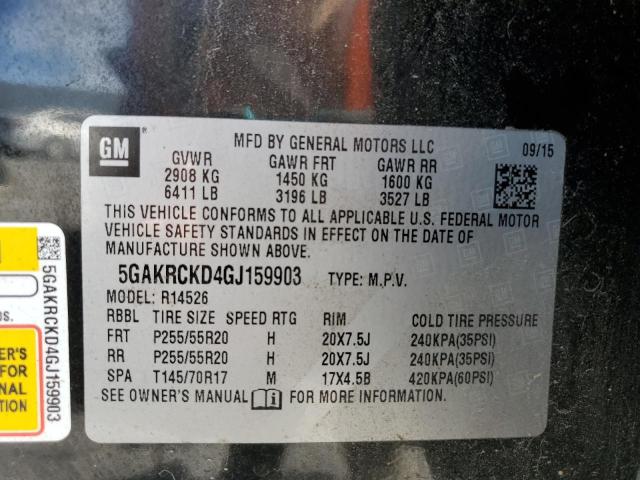 GM
MFD BY GENERAL MOTORS LLC 09/15
GVWR GAWR FRT GAWR RR
2908 KG 1450 KG 1600 KG
6411 LB 3196 LB 3527 LB
THIS VEHICLE CONFORMS TO ALL APPLICABLE U.S. FEDERAL MOTOR
VEHICLE SAFETY STANDARDS IN EFFECT ON THE DATE OF
MANUFACTURE SHOWN ABOVE.
5GAKRCKD4GJ159903 TYPE: M.P.V.
MODEL: R14526
RBBL TIRE SIZE SPEED RTG RIM COLD TIRE PRESSURE
FRT P255/55R20 H 20X7.5J 240KPA(35PSI)
RR P255/55R20 H 20X7.5J 240KPA(35PSI)
SPA T145/70R17 M 17X4.5B 420KPA(60PSI)
SEE OWNER'S MANUAL FOR MORE INFORMATION.
5GAKRCKD4GJ159903
NER'S
FOR
ONAL
TION